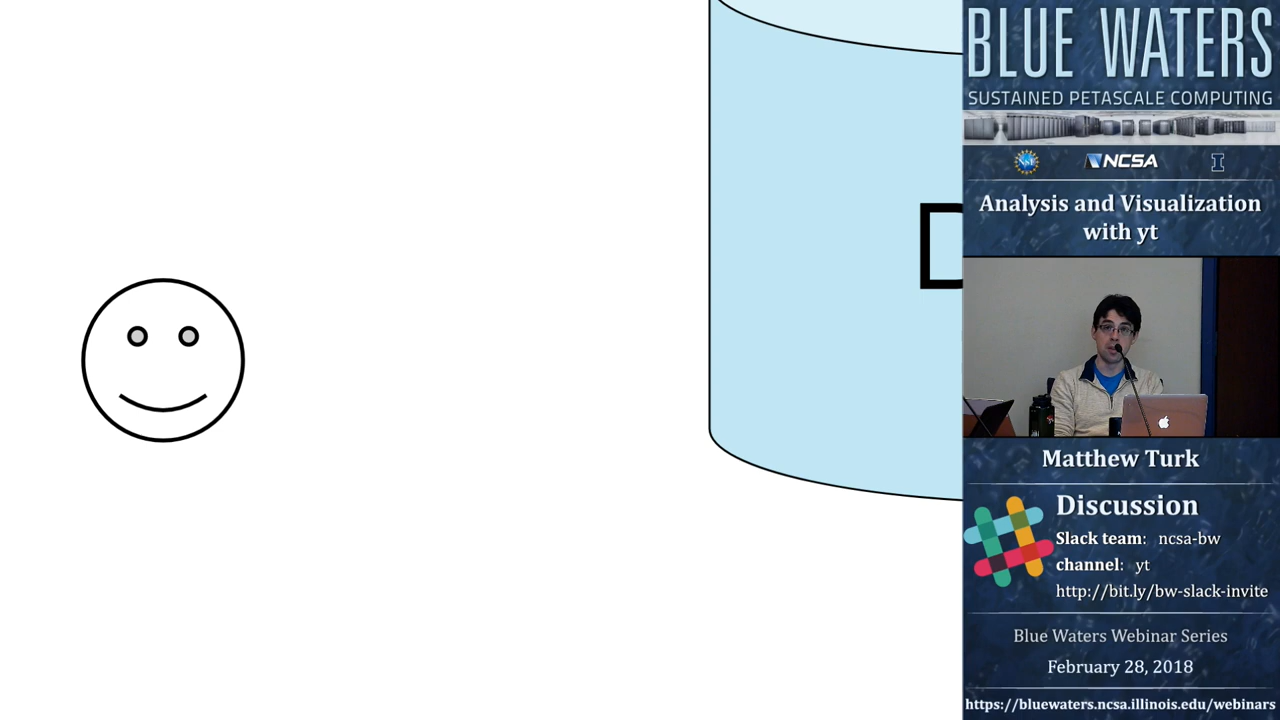 D
BLUE WATERS
SUSTAINED PETASCALE COMPUTING
NSF
NCSA
I
Analysis and Visualization
with yt
Matthew Turk
Discussion
Slack team: ncsa-bw
channel: yt
http://bit.ly/bw-slack-invite
Blue Waters Webinar Series
February 28, 2018
https://bluewaters.ncsa.illinois.edu/webinars